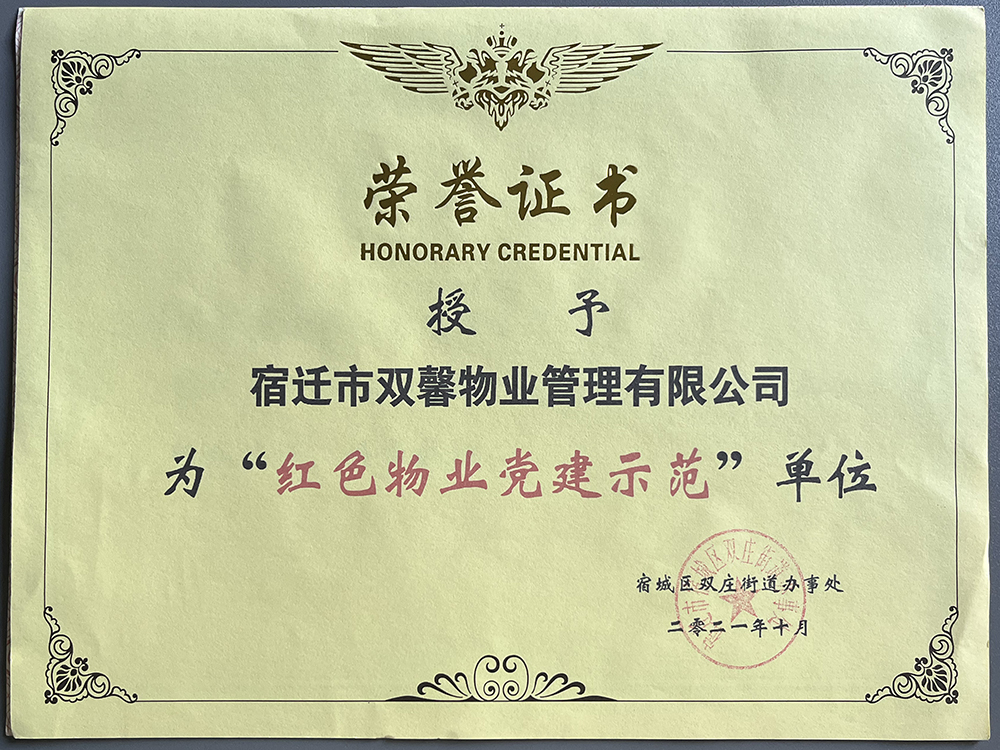 荣誉证书
HONORARY CREDENTIAL
授 予
宿迁市双馨物业管理有限公司
为“红色物业党建示范”单位
宿城区双庄街道办事处
二零二一年十月